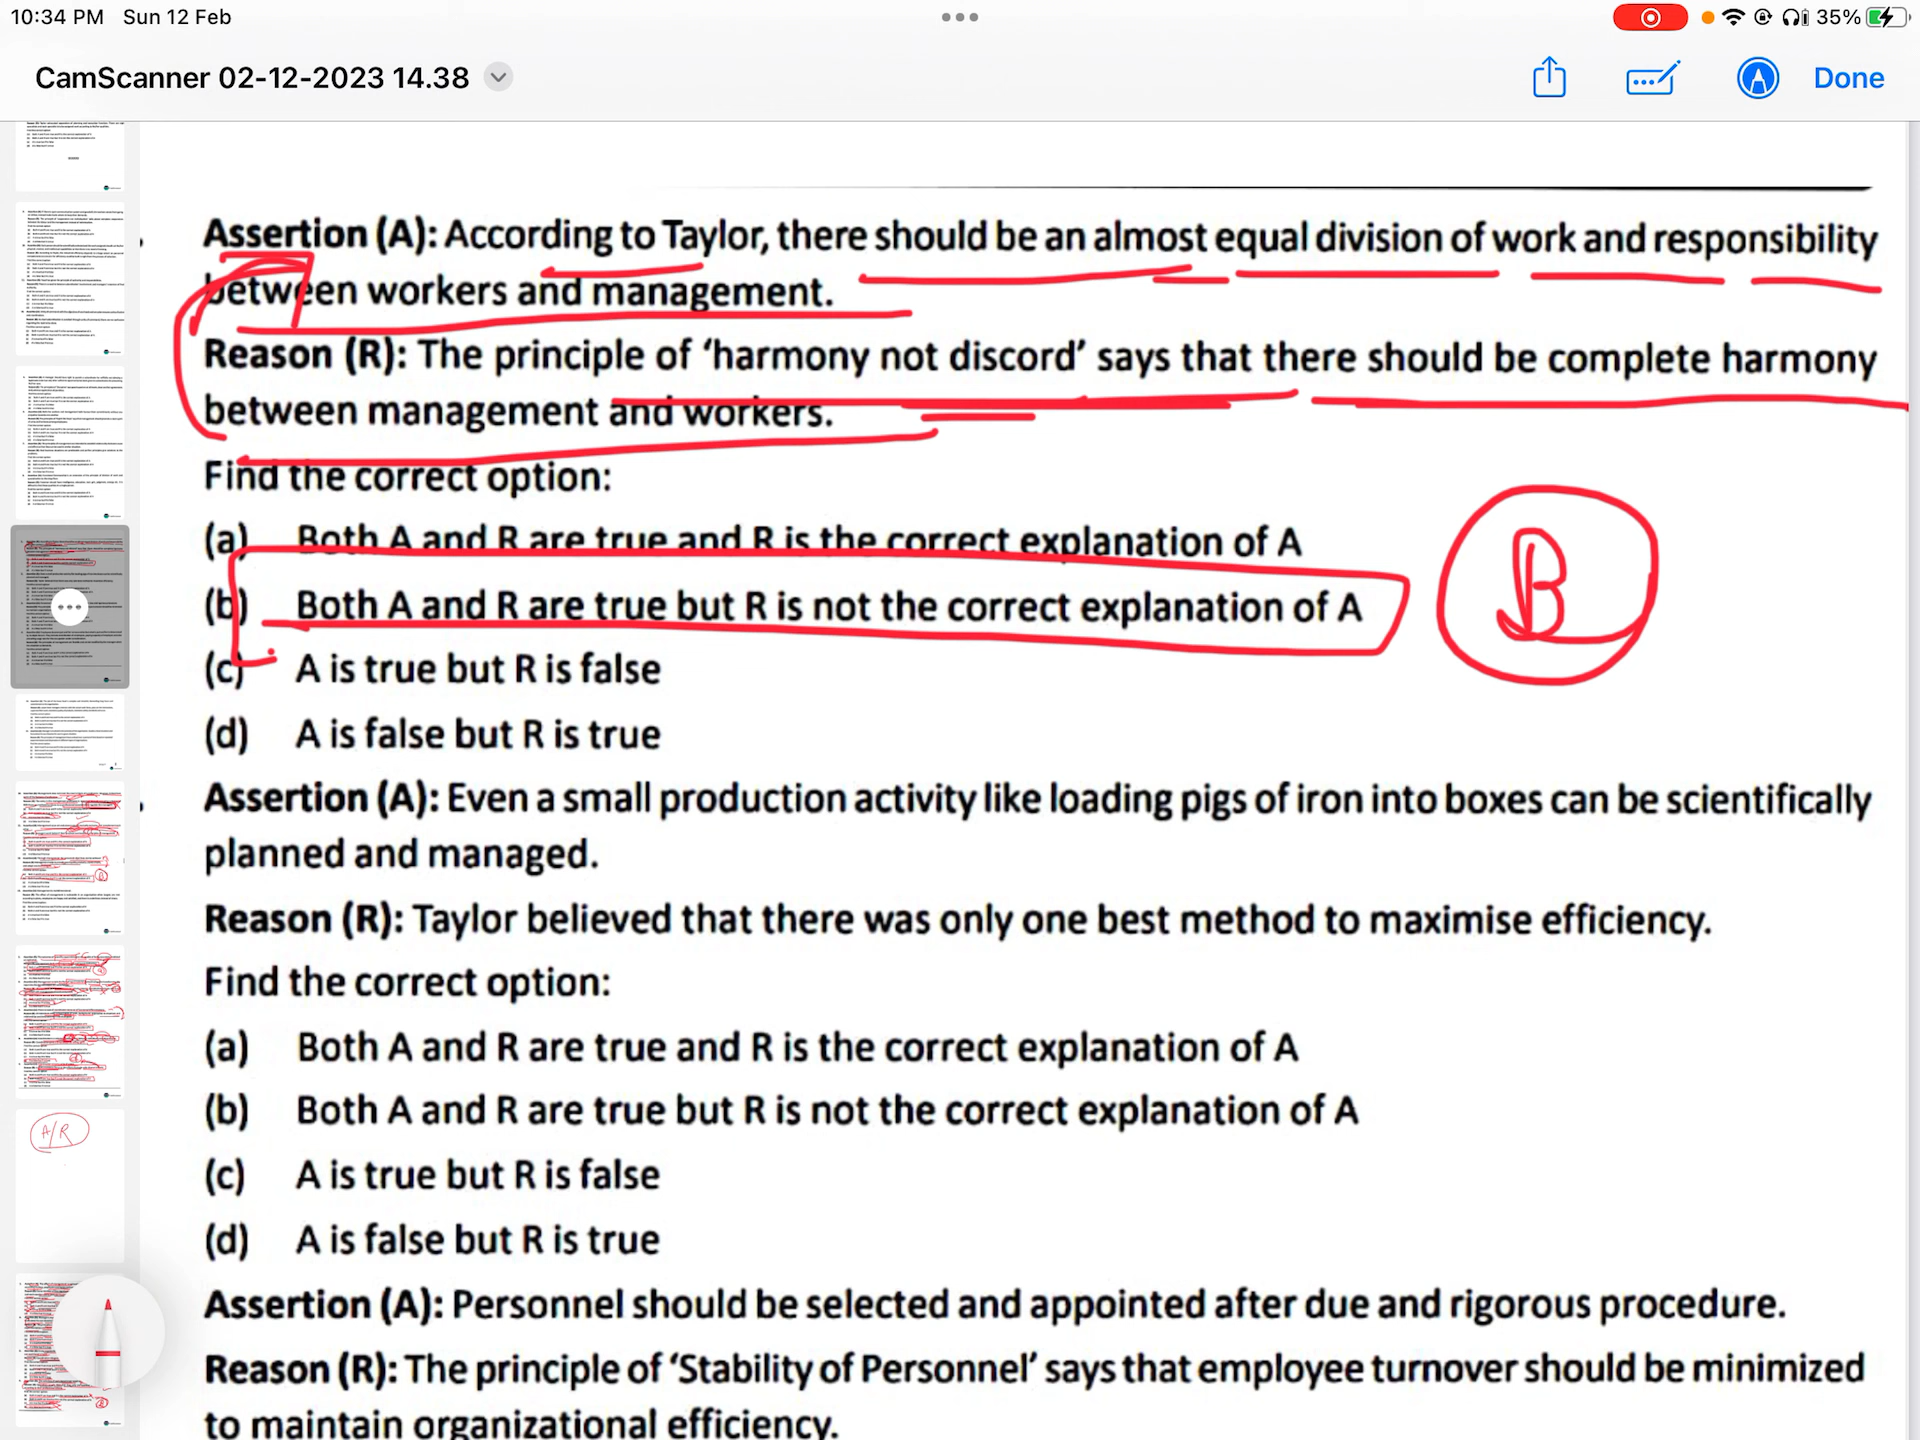 10:34 PM Sun 12 Feb
35%
CamScanner 02-12-2023 14.38
Done
Assertion (A): According to Taylor, there should be an almost equal division of work and responsibility
between workers and management.
Reason (R): The principle of ‘harmony not discord’ says that there should be complete harmony
between management and workers.
Find the correct option:
(a) Both A and R are true and R is the correct explanation of A
(b) Both A and R are true but R is not the correct explanation of A
B
(c) A is true but R is false
(d) A is false but R is true
Assertion (A): Even a small production activity like loading pigs of iron into boxes can be scientifically
planned and managed.
Reason (R): Taylor believed that there was only one best method to maximise efficiency.
Find the correct option:
(a) Both A and R are true and R is the correct explanation of A
(b) Both A and R are true but R is not the correct explanation of A
(c) A is true but R is false
(d) A is false but R is true
A/R
Assertion (A): Personnel should be selected and appointed after due and rigorous procedure.
Reason (R): The principle of ‘Stability of Personnel’ says that employee turnover should be minimized
to maintain organizational efficiency.